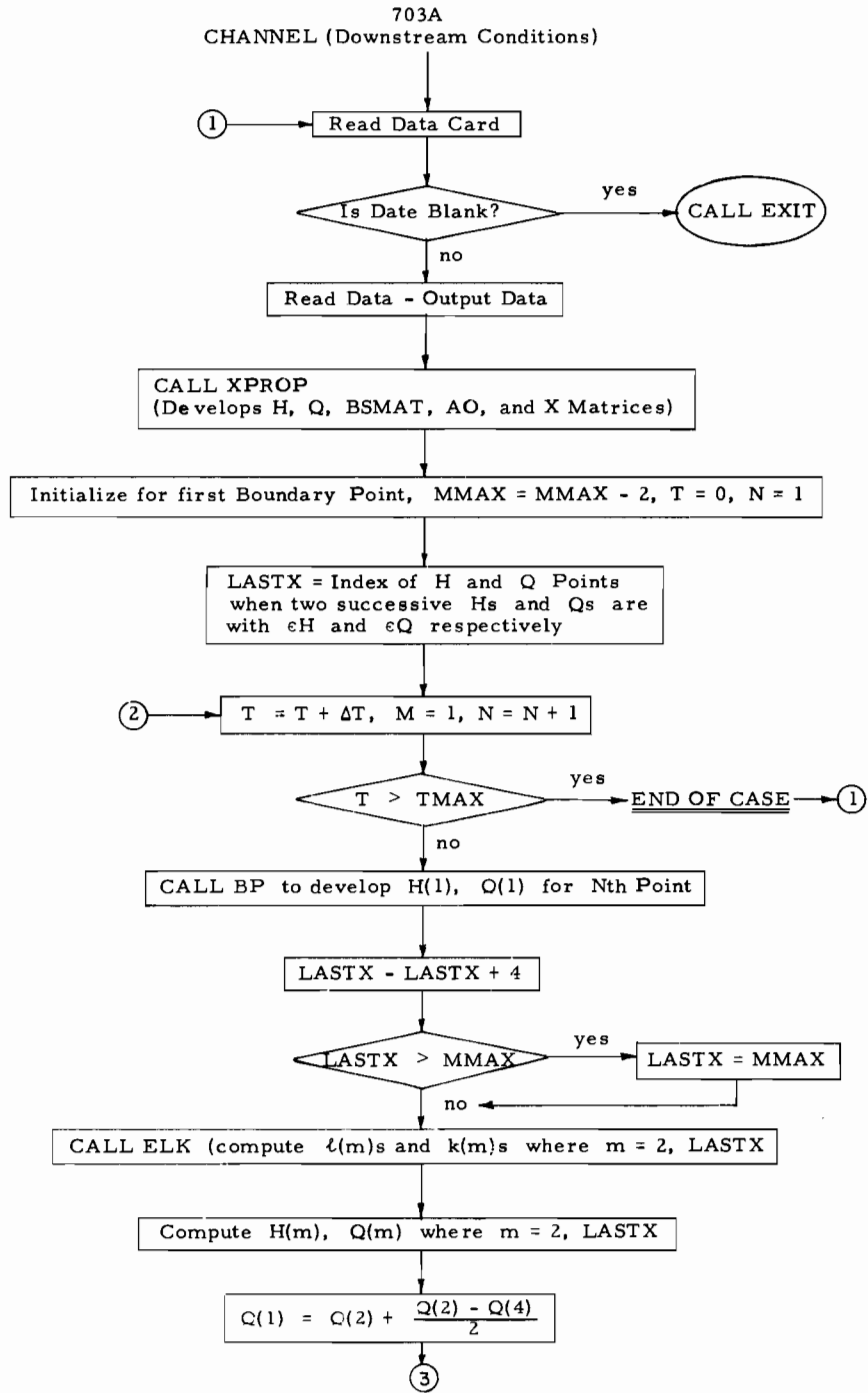 703A
CHANNEL (Downstream Conditions)
1
Read Data Card
Is Date Blank?
yes
CALL EXIT
no
Read Data - Output Data
CALL XPROP
(Develops H, Q, BSMAT, AO, and X Matrices)
Initialize for first Boundary Point, MMAX = MMAX - 2, T = 0, N = 1
LASTX = Index of H and Q Points
when two successive Hs and Qs are
with ϵH and ϵQ respectively
2
T = T + ΔT, M = 1, N = N + 1
T > TMAX
yes
END OF CASE
1
no
CALL BP to develop H(1), Q(1) for Nth Point
LASTX - LASTX + 4
LASTX > MMAX
yes
LASTX = MMAX
no
CALL ELK (compute ℓ(m)s and k(m)s where m = 2, LASTX
Compute H(m), Q(m) where m = 2, LASTX
Q(1) = Q(2) + Q(2) - Q(4)
2
3